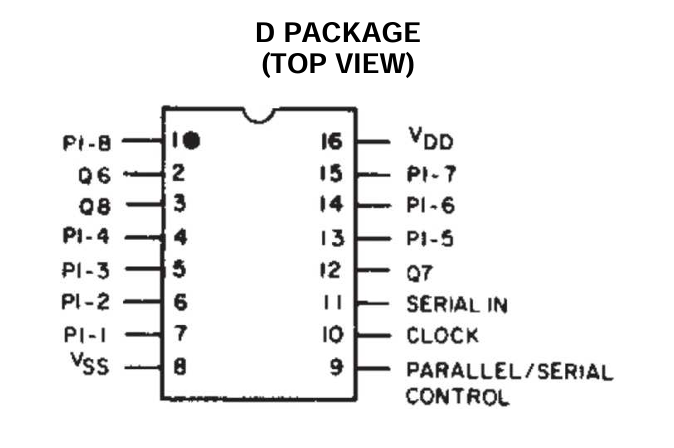 D PACKAGE
(TOP VIEW)
PI-8 1 16 VDD
Q6 2 15 PI-7
Q8 3 14 PI-6
PI-4 4 13 PI-5
PI-3 5 12 Q7
PI-2 6 11 SERIAL IN
PI-1 7 10 CLOCK
VSS 8 9 PARALLEL/SERIAL
CONTROL